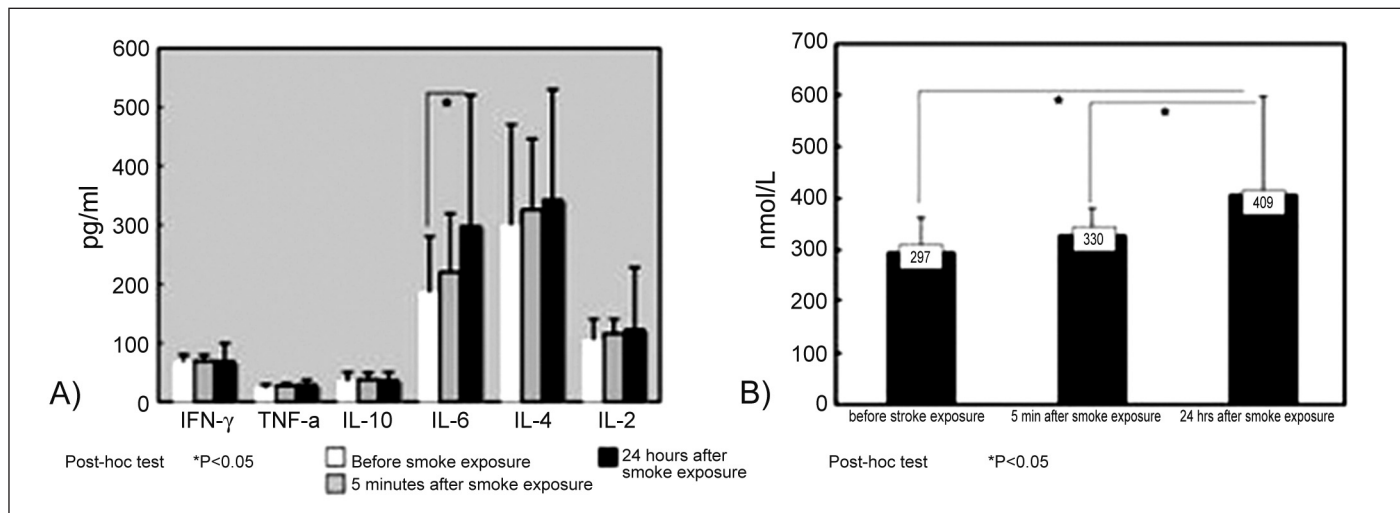 600
500
400
300
200
100
0
pg/ml
A)
IFN-γ TNF-a IL-10 IL-6 IL-4 IL-2
*
Post-hoc test *P<0.05
Before smoke exposure
5 minutes after smoke exposure
24 hours after
smoke exposure
700
600
500
400
300
200
100
0
nmol/L
B)
*
*
297
330
409
before stroke exposure 5 min after smoke exposure 24 hrs after smoke exposure
Post-hoc test *P<0.05